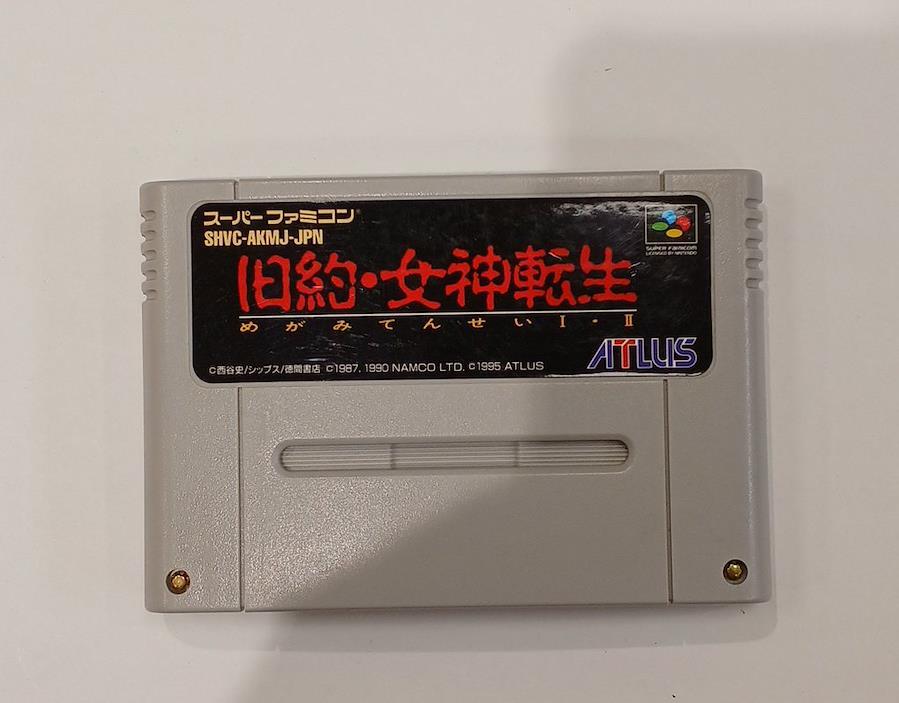 スーパーファミコン®
SHVC-AKMJ-JPN
旧約・女神転生
めがみてんせいⅠ・Ⅱ
SUPER FAMICOM
LICENSED BY NINTENDO
ATLUS
©西谷史/シップス/徳間書店 ©1987, 1990 NAMCO LTD. ©1995 ATLUS